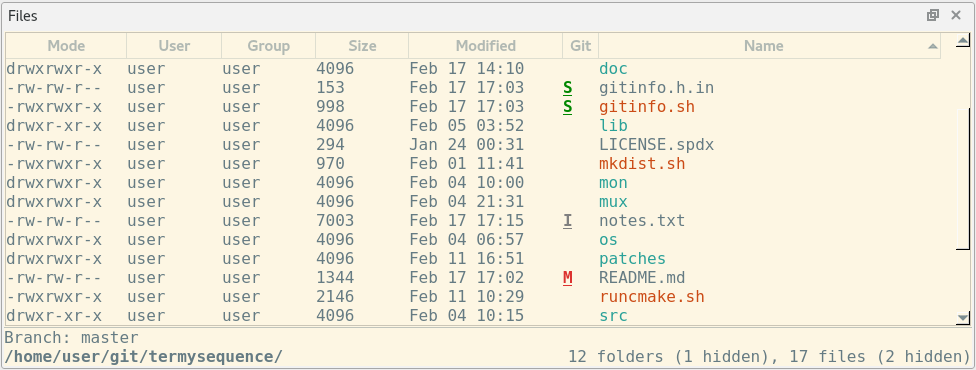 Files
Mode User Group Size Modified Git Name
drwxrwxr-x user user 4096 Feb 17 14:10 doc
-rw-rw-r-- user user 153 Feb 17 17:03 S gitinfo.h.in
-rwxrwxr-x user user 998 Feb 17 17:03 S gitinfo.sh
drwxr-xr-x user user 4096 Feb 05 03:52 lib
-rw-rw-r-- user user 294 Jan 24 00:31 LICENSE.spdx
-rwxrwxr-x user user 970 Feb 01 11:41 mkdist.sh
drwxrwxr-x user user 4096 Feb 04 10:00 mon
drwxrwxr-x user user 4096 Feb 04 21:31 mux
-rw-rw-r-- user user 7003 Feb 17 17:15 I notes.txt
drwxrwxr-x user user 4096 Feb 04 06:57 os
drwxrwxr-x user user 4096 Feb 11 16:51 patches
-rw-rw-r-- user user 1344 Feb 17 17:02 M README.md
-rwxrwxr-x user user 2146 Feb 11 10:29 runcmake.sh
drwxr-xr-x user user 4096 Feb 04 10:15 src
Branch: master
/home/user/git/termysequence/ 12 folders (1 hidden), 17 files (2 hidden)